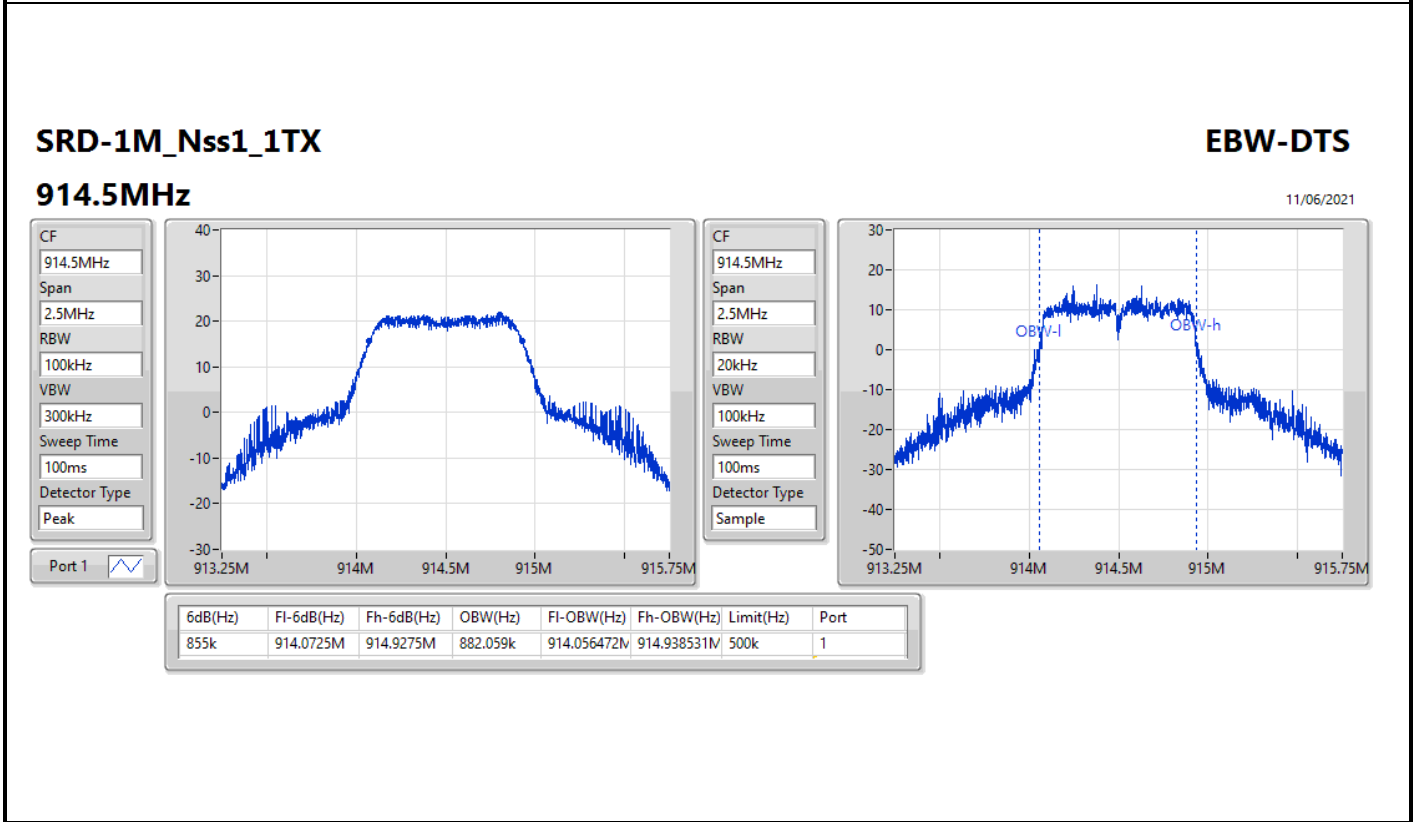 SRD-1M_Nss1_1TX
EBW-DTS
914.5MHz
11/06/2021
CF
914.5MHz
Span
2.5MHz
RBW
100kHz
VBW
300kHz
Sweep Time
100ms
Detector Type
Peak
Port 1
40
30
20
10
0
-10
-20
-30
913.25M 914M 914.5M 915M 915.75M
CF
914.5MHz
Span
2.5MHz
RBW
20kHz
VBW
100kHz
Sweep Time
100ms
Detector Type
Sample
30
20
10
0
-10
-20
-30
-40
-50
OBW-l OBW-h
913.25M 914M 914.5M 915M 915.75M
6dB(Hz) Fl-6dB(Hz) Fh-6dB(Hz) OBW(Hz) Fl-OBW(Hz) Fh-OBW(Hz) Limit(Hz) Port
855k 914.0725M 914.9275M 882.059k 914.056472M 914.938531M 500k 1